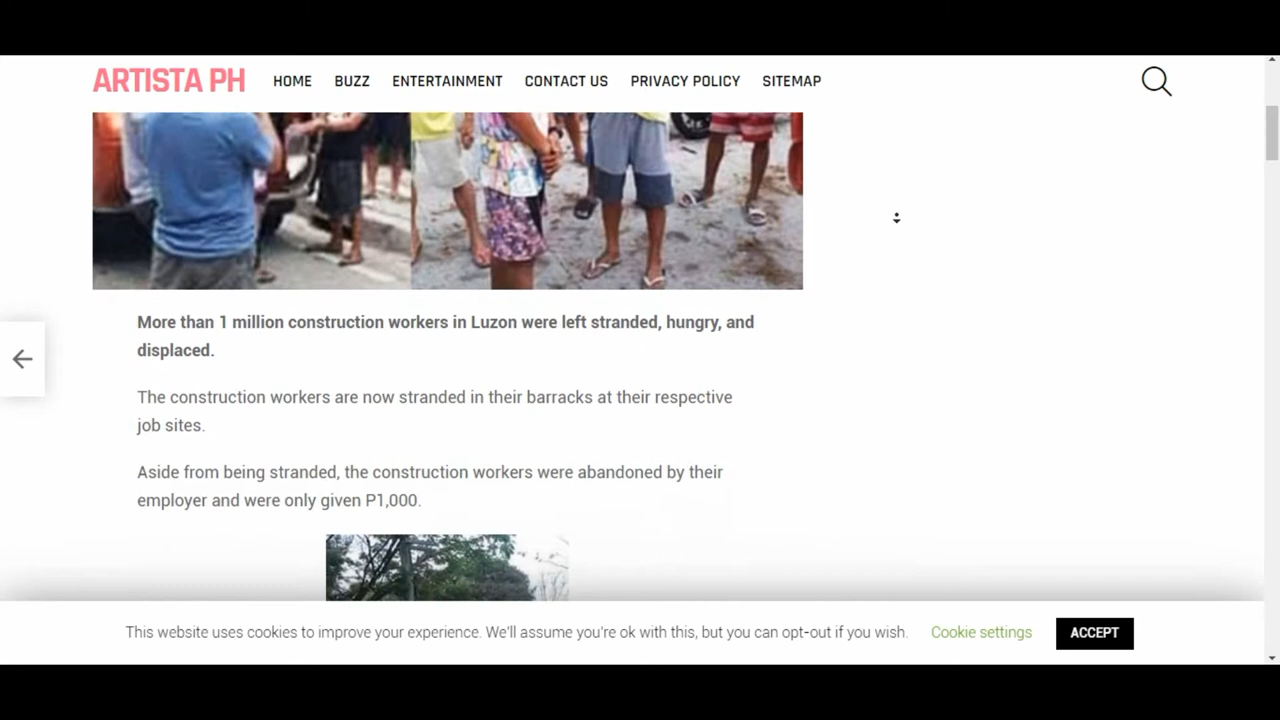 ARTISTA PH HOME BUZZ ENTERTAINMENT CONTACT US PRIVACY POLICY SITEMAP
More than 1 million construction workers in Luzon were left stranded, hungry, and
displaced.
The construction workers are now stranded in their barracks at their respective
job sites.
Aside from being stranded, the construction workers were abandoned by their
employer and were only given P1,000.
This website uses cookies to improve your experience. We'll assume you're ok with this, but you can opt-out if you wish. Cookie settings ACCEPT